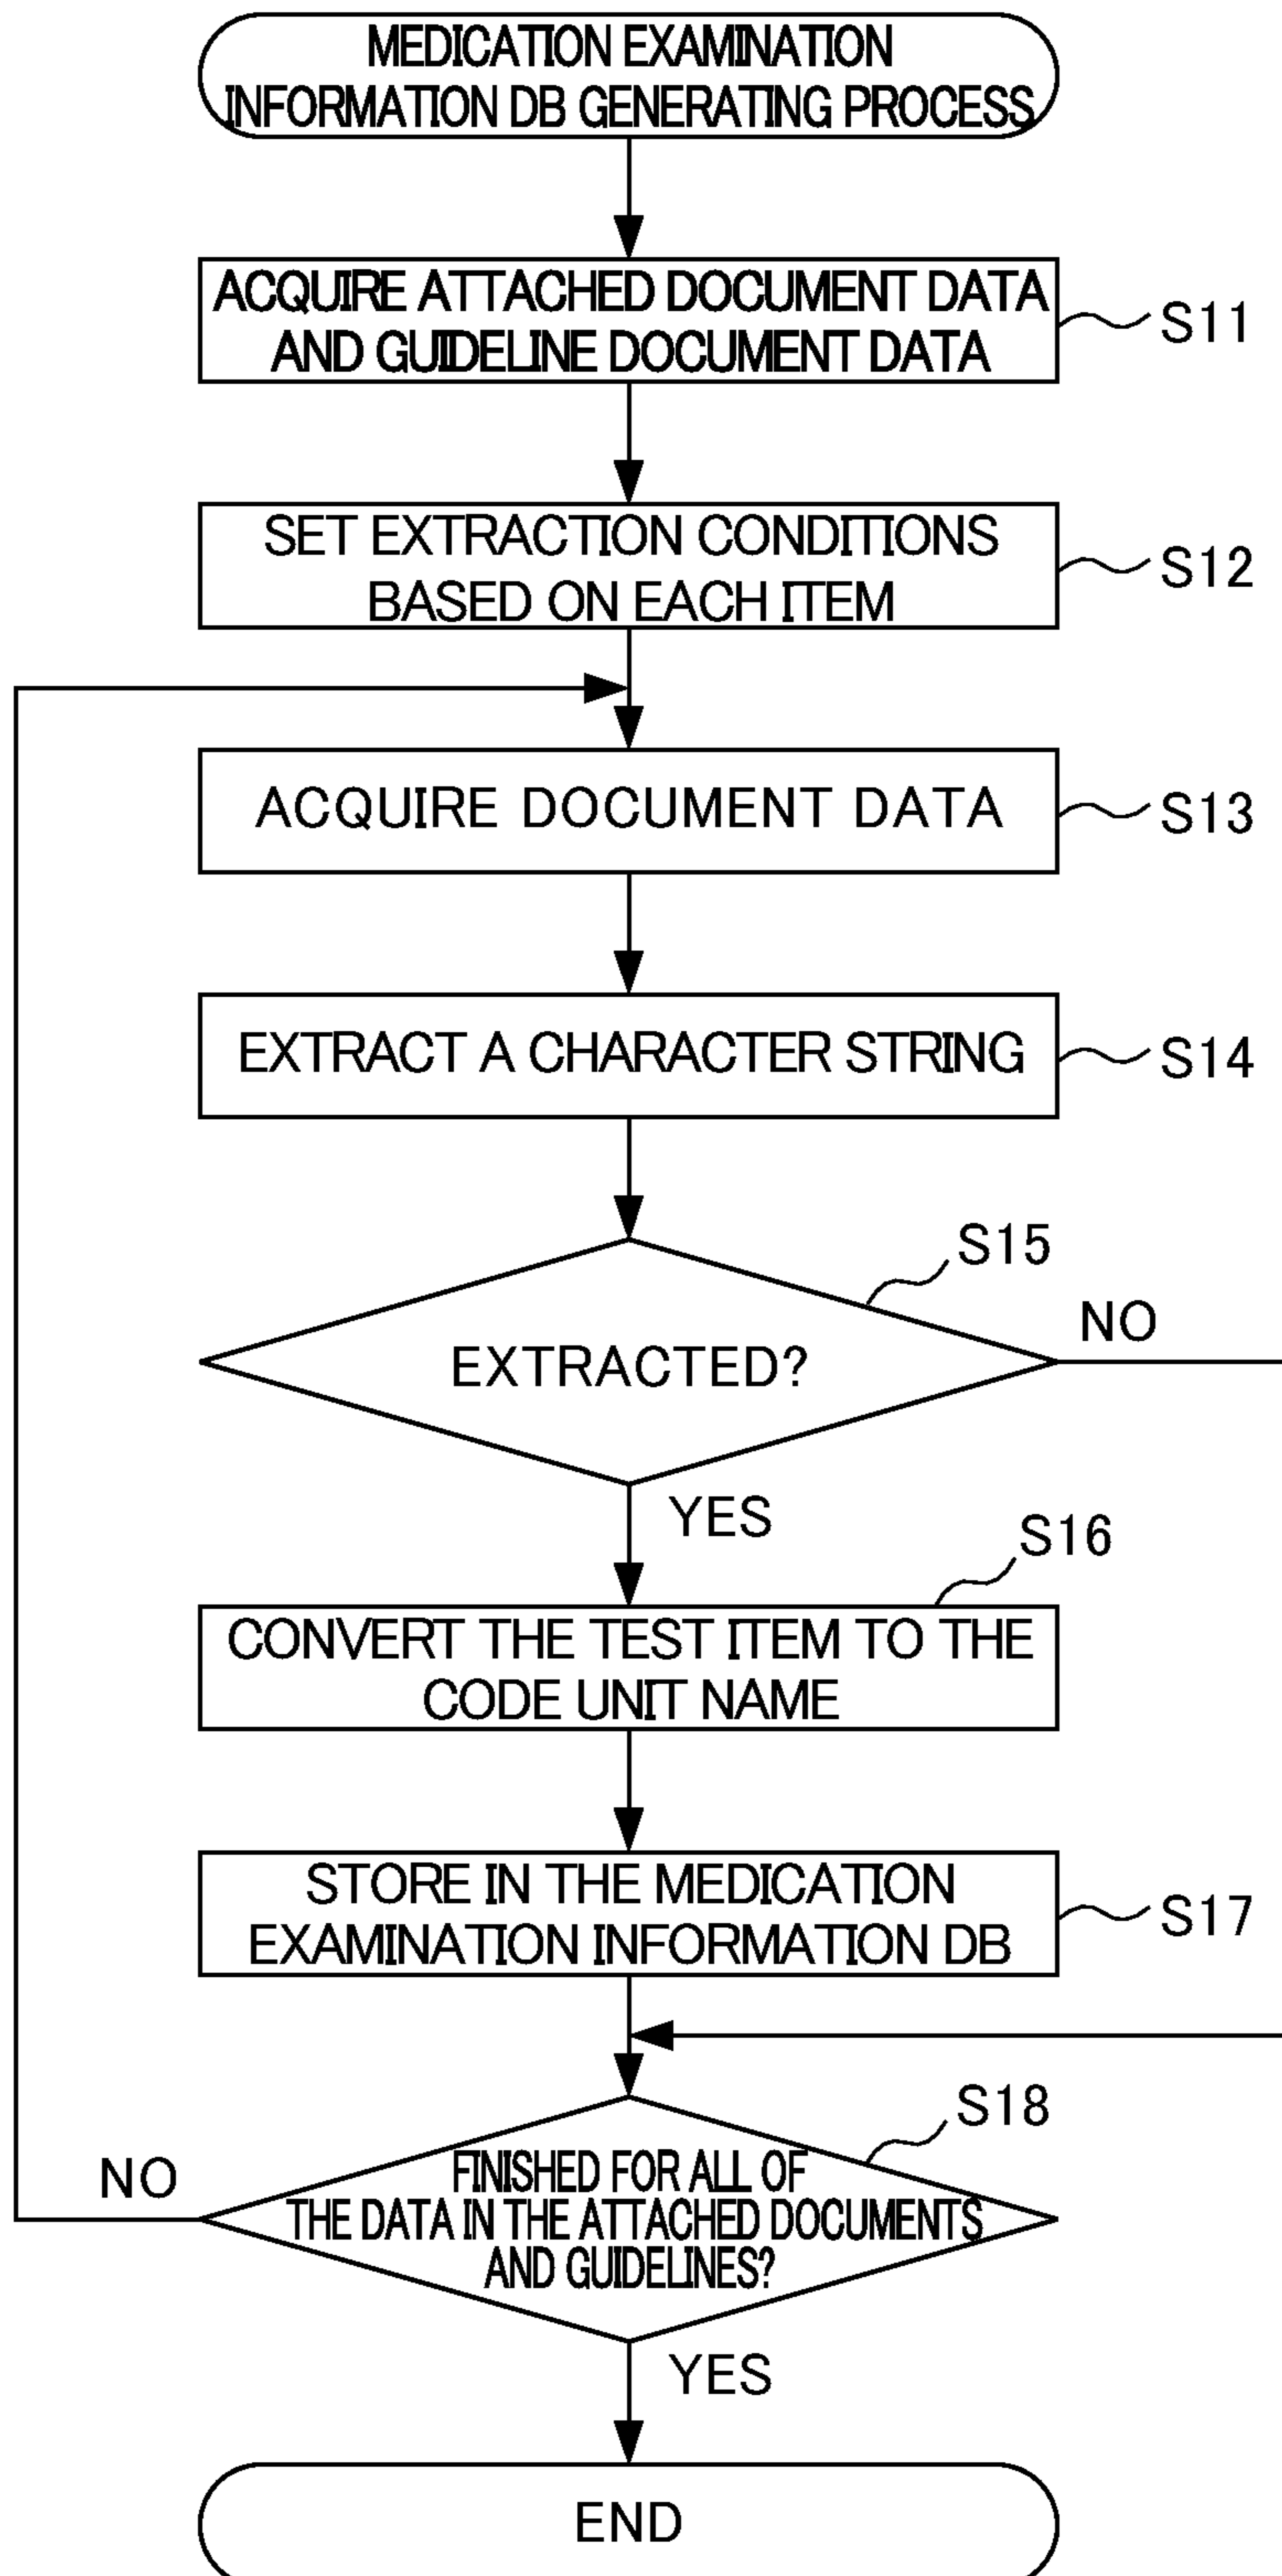 MEDICATION EXAMINATION
INFORMATION DB GENERATING PROCESS
ACQUIRE ATTACHED DOCUMENT DATA
AND GUIDELINE DOCUMENT DATA
S11
SET EXTRACTION CONDITIONS
BASED ON EACH ITEM
S12
ACQUIRE DOCUMENT DATA
S13
EXTRACT A CHARACTER STRING
S14
S15
EXTRACTED?
NO
YES
S16
CONVERT THE TEST ITEM TO THE
CODE UNIT NAME
STORE IN THE MEDICATION
EXAMINATION INFORMATION DB
S17
S18
FINISHED FOR ALL OF
THE DATA IN THE ATTACHED DOCUMENTS
AND GUIDELINES?
NO
YES
END